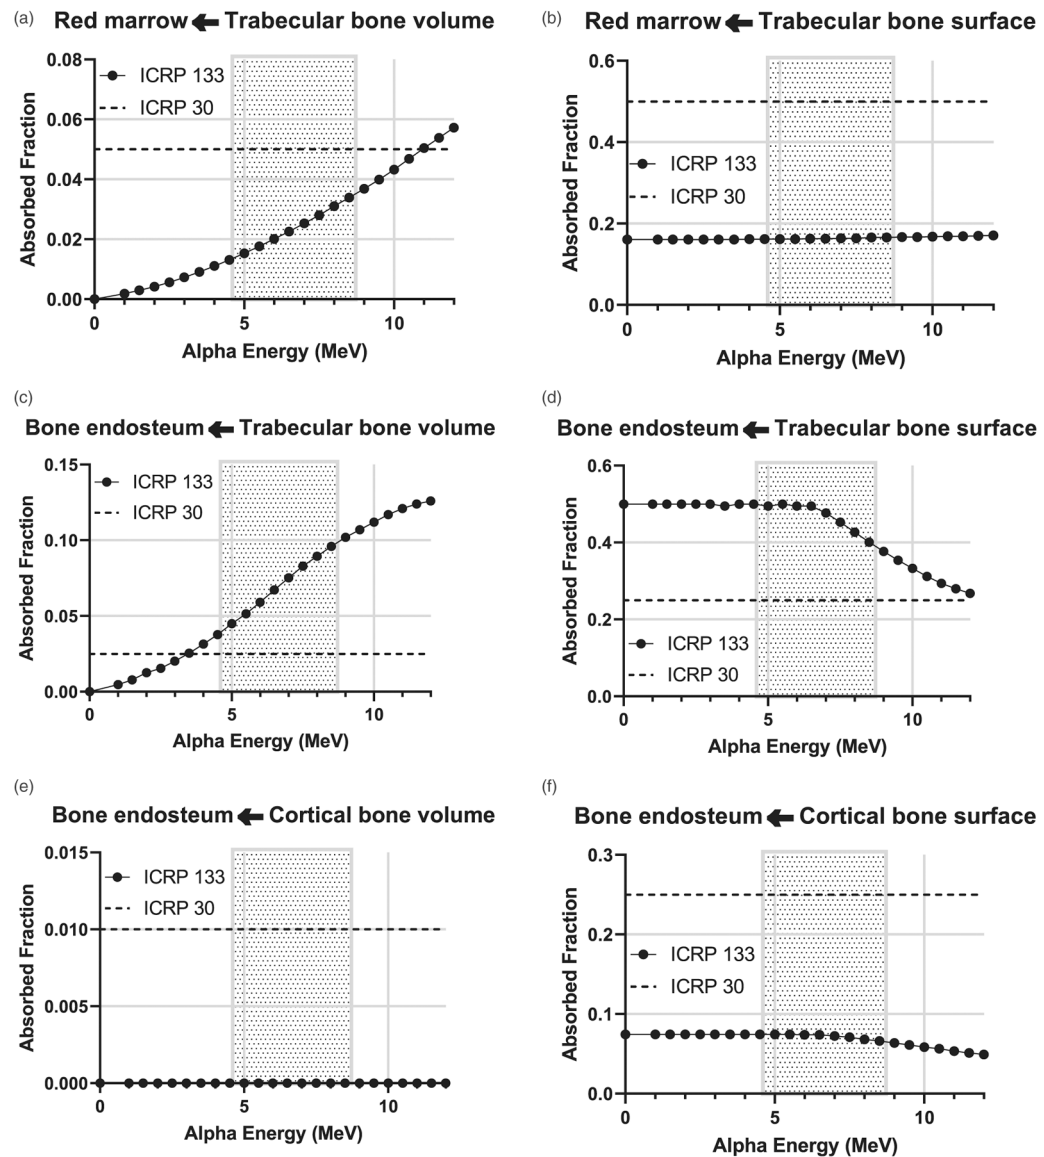 (a) Red marrow ← Trabecular bone volume
0.08
0.06
0.04
0.02
0.00
Absorbed Fraction
ICRP 133
ICRP 30
0 5 10
Alpha Energy (MeV)
(b) Red marrow ← Trabecular bone surface
0.6
0.4
0.2
0.0
Absorbed Fraction
ICRP 133
ICRP 30
0 5 10
Alpha Energy (MeV)
(c)
Bone endosteum ← Trabecular bone volume
0.15
0.10
0.05
0.00
Absorbed Fraction
ICRP 133
ICRP 30
0 5 10
Alpha Energy (MeV)
(d)
Bone endosteum ← Trabecular bone surface
0.6
0.4
0.2
0.0
Absorbed Fraction
ICRP 133
ICRP 30
0 5 10
Alpha Energy (MeV)
(e)
Bone endosteum ← Cortical bone volume
0.015
0.010
0.005
0.000
Absorbed Fraction
ICRP 133
ICRP 30
0 5 10
Alpha Energy (MeV)
(f)
Bone endosteum ← Cortical bone surface
0.3
0.2
0.1
0.0
Absorbed Fraction
ICRP 133
ICRP 30
0 5 10
Alpha Energy (MeV)